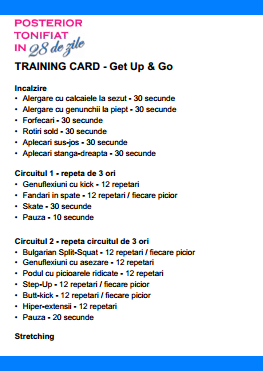 POSTERIOR
TONIFIAT
IN 28 de zile
TRAINING CARD - Get Up & Go
Incalzire
• Alergare cu calcaiele la sezut - 30 secunde
• Alergare cu genunchii la piept - 30 secunde
• Forfecari - 30 secunde
• Rotiri sold - 30 secunde
• Aplecari sus-jos - 30 secunde
• Aplecari stanga-dreapta - 30 secunde
Circuitul 1 - repeta de 3 ori
• Genuflexiuni cu kick - 12 repetari
• Fandari in spate - 12 repetari / fiecare picior
• Skate - 30 secunde
• Pauza - 10 secunde
Circuitul 2 - repeta circuitul de 3 ori
• Bulgarian Split-Squat - 12 repetari / fiecare picior
• Genuflexiuni cu asezare - 12 repetari
• Podul cu picioarele ridicate - 12 repetari
• Step-Up - 12 repetari / fiecare picior
• Butt-kick - 12 repetari / fiecare picior
• Hiper-extensii - 12 repetari
• Pauza - 20 secunde
Stretching